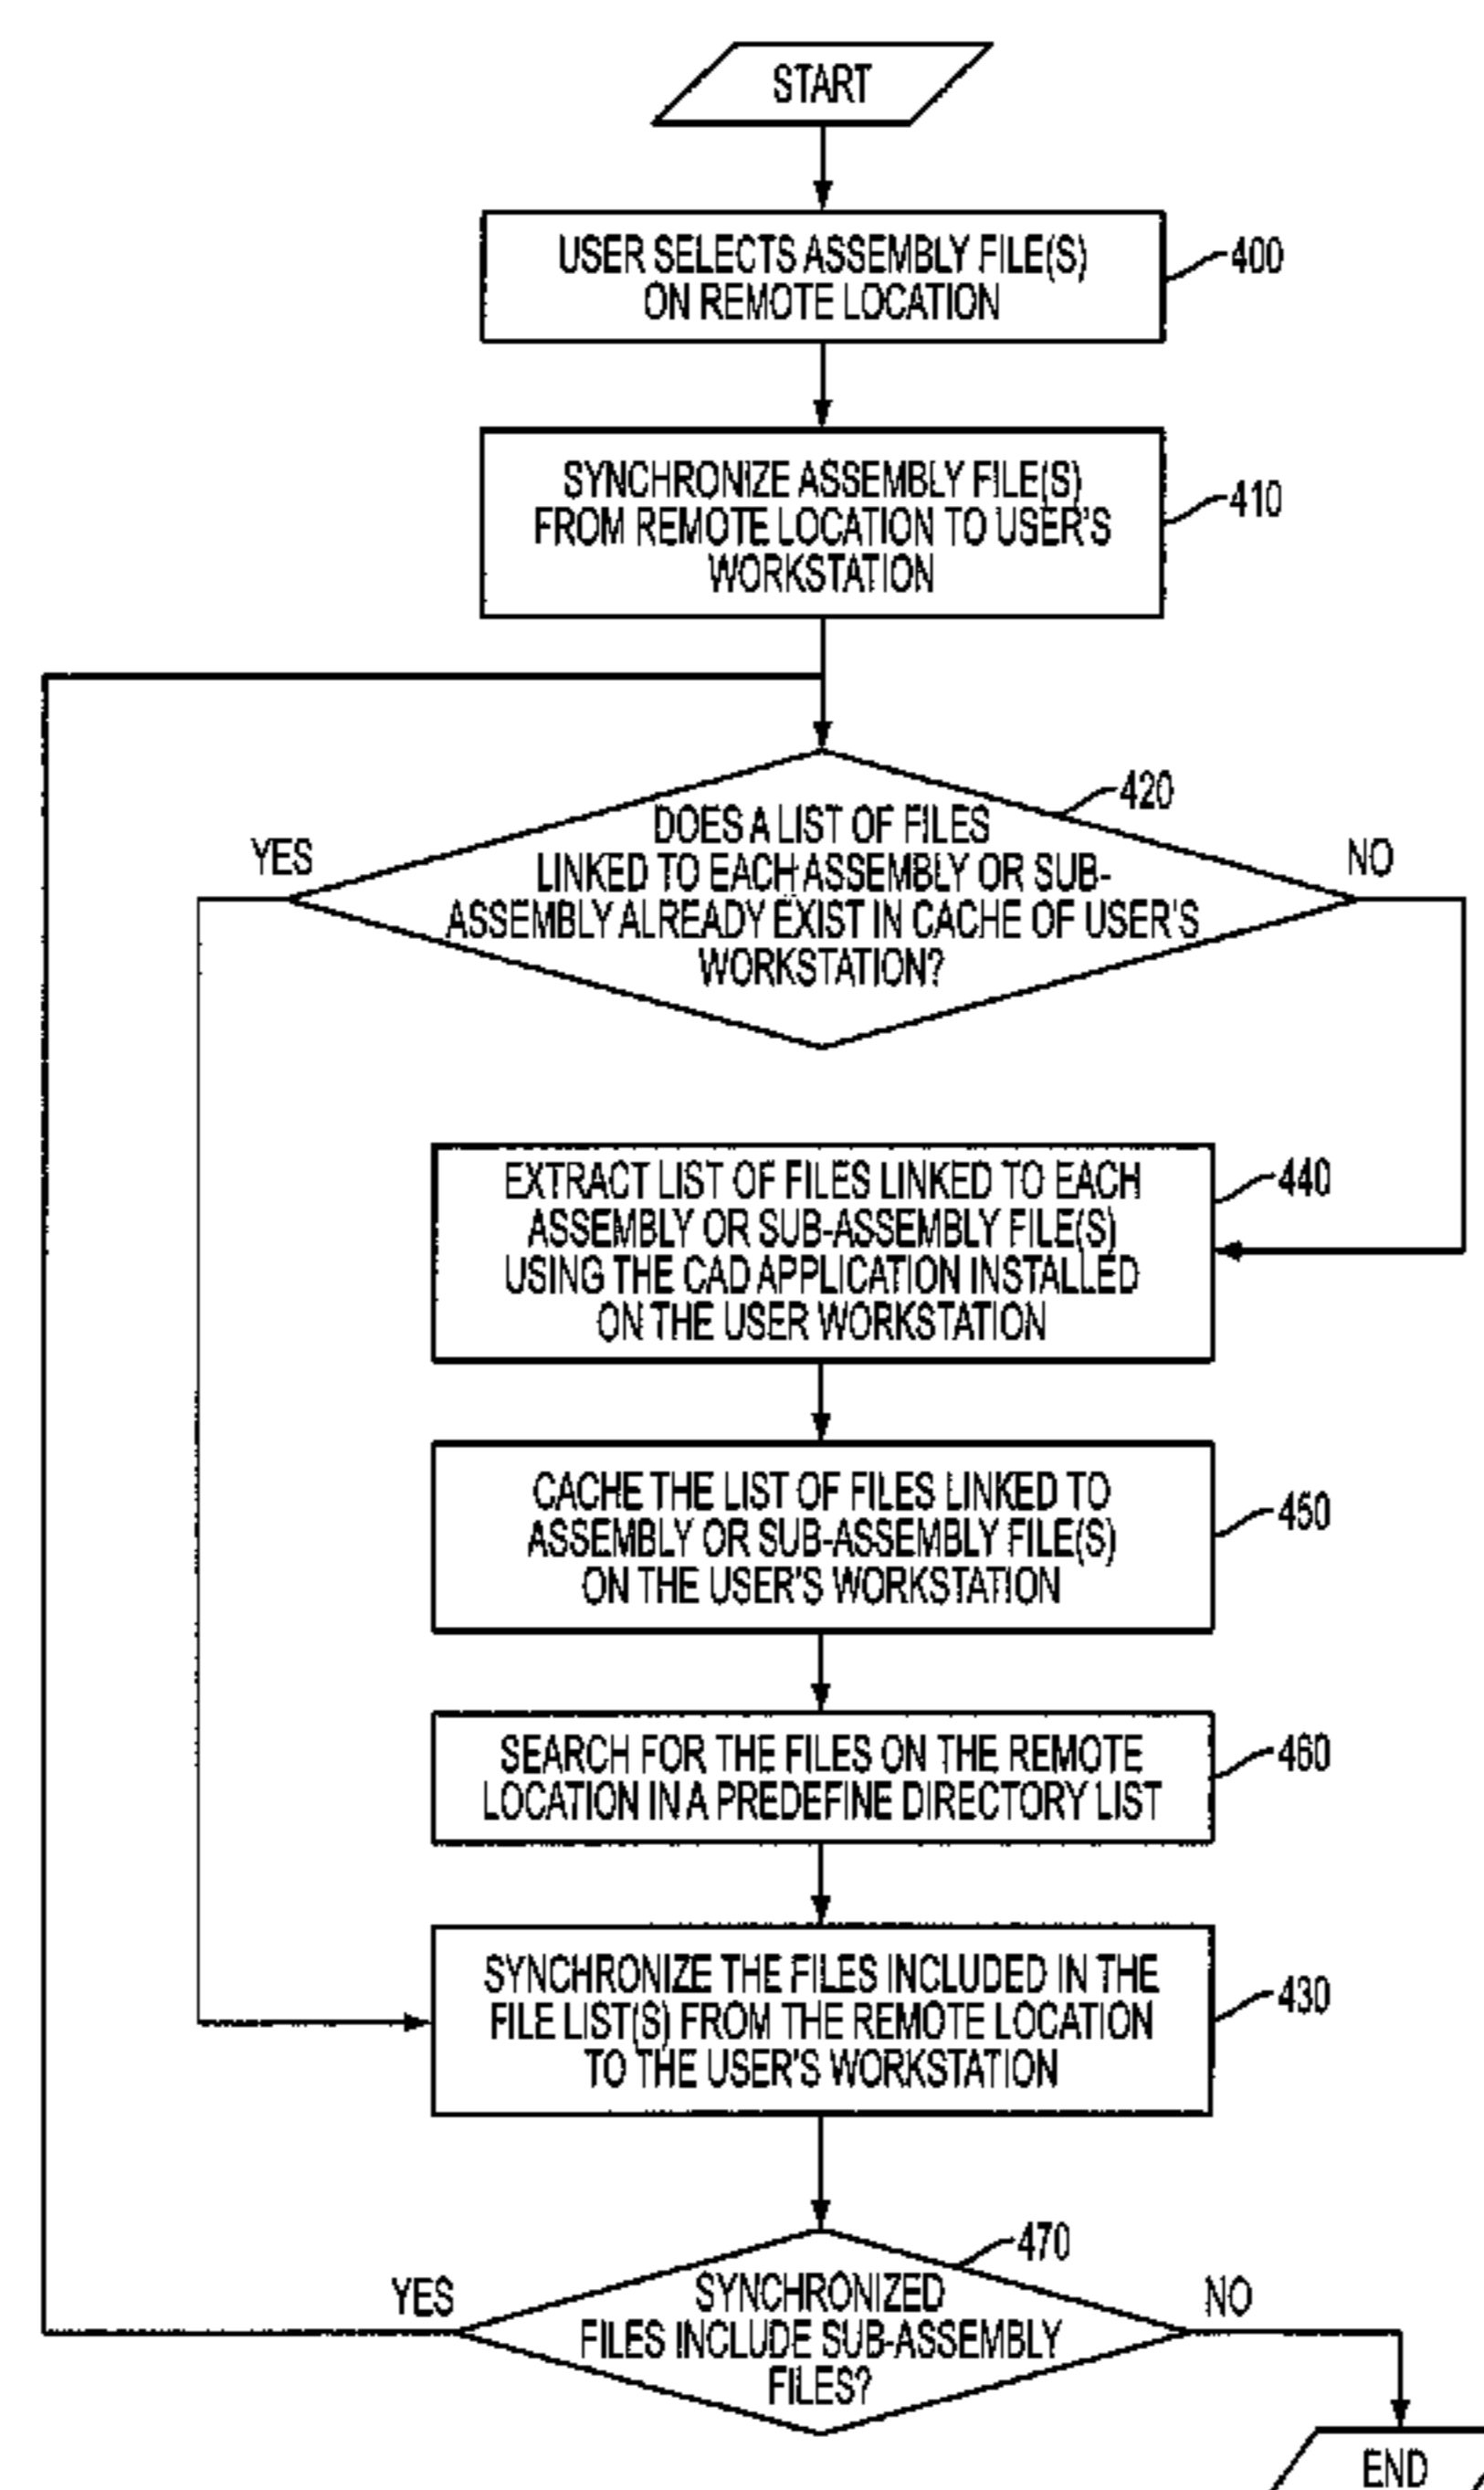 START
USER SELECTS ASSEMBLY FILE(S)
ON REMOTE LOCATION
400
SYNCHRONIZE ASSEMBLY FILE(S)
FROM REMOTE LOCATION TO USER'S
WORKSTATION
410
420
DOES A LIST OF FILES
LINKED TO EACH ASSEMBLY OR SUB-
ASSEMBLY ALREADY EXIST IN CACHE OF USER'S
WORKSTATION?
YES
NO
EXTRACT LIST OF FILES LINKED TO EACH
ASSEMBLY OR SUB-ASSEMBLY FILE(S)
USING THE CAD APPLICATION INSTALLED
ON THE USER WORKSTATION
440
CACHE THE LIST OF FILES LINKED TO
ASSEMBLY OR SUB-ASSEMBLY FILE(S)
ON THE USER'S WORKSTATION
450
SEARCH FOR THE FILES ON THE REMOTE
LOCATION IN A PREDEFINE DIRECTORY LIST
460
SYNCHRONIZE THE FILES INCLUDED IN THE
FILE LIST(S) FROM THE REMOTE LOCATION
TO THE USER'S WORKSTATION
430
470
SYNCHRONIZED
FILES INCLUDE SUB-ASSEMBLY
FILES?
YES
NO
END